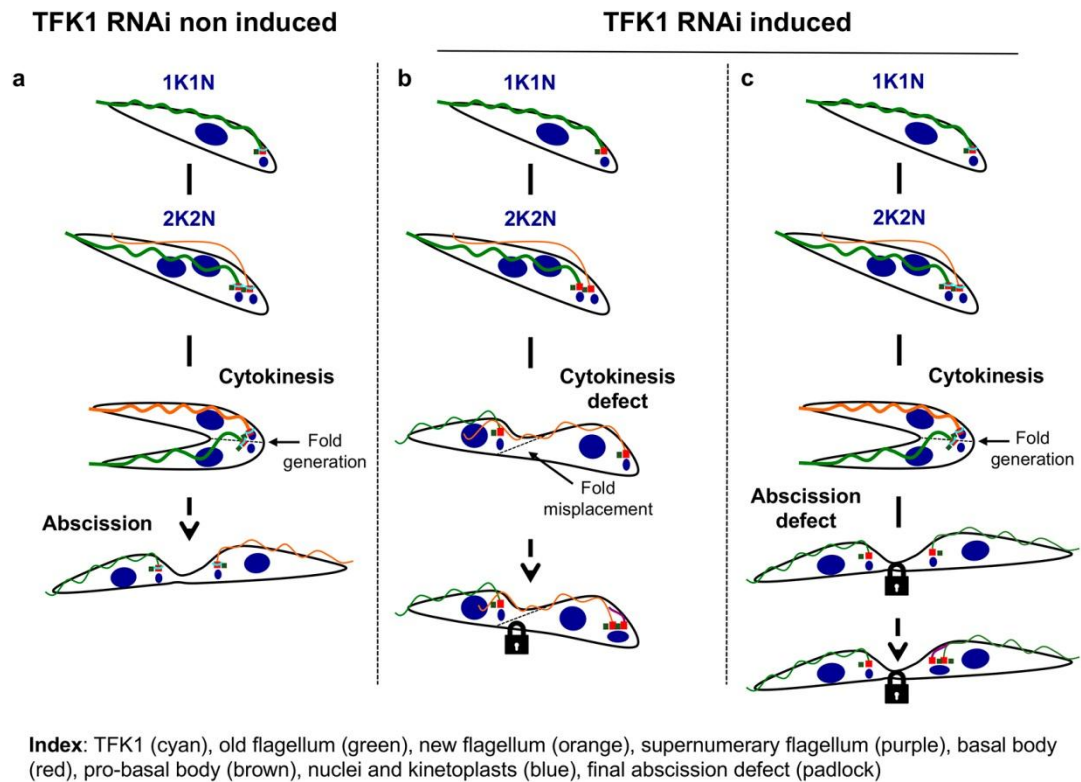 TFK1 RNAi non induced
TFK1 RNAi induced
a
1K1N
2K2N
Cytokinesis
Fold
generation
Abscission
b
1K1N
2K2N
Cytokinesis
defect
Fold
misplacement
c
1K1N
2K2N
Cytokinesis
Fold
generation
Abscission
defect
Index: TFK1 (cyan), old flagellum (green), new flagellum (orange), supernumerary flagellum (purple), basal body
(red), pro-basal body (brown), nuclei and kinetoplasts (blue), final abscission defect (padlock)